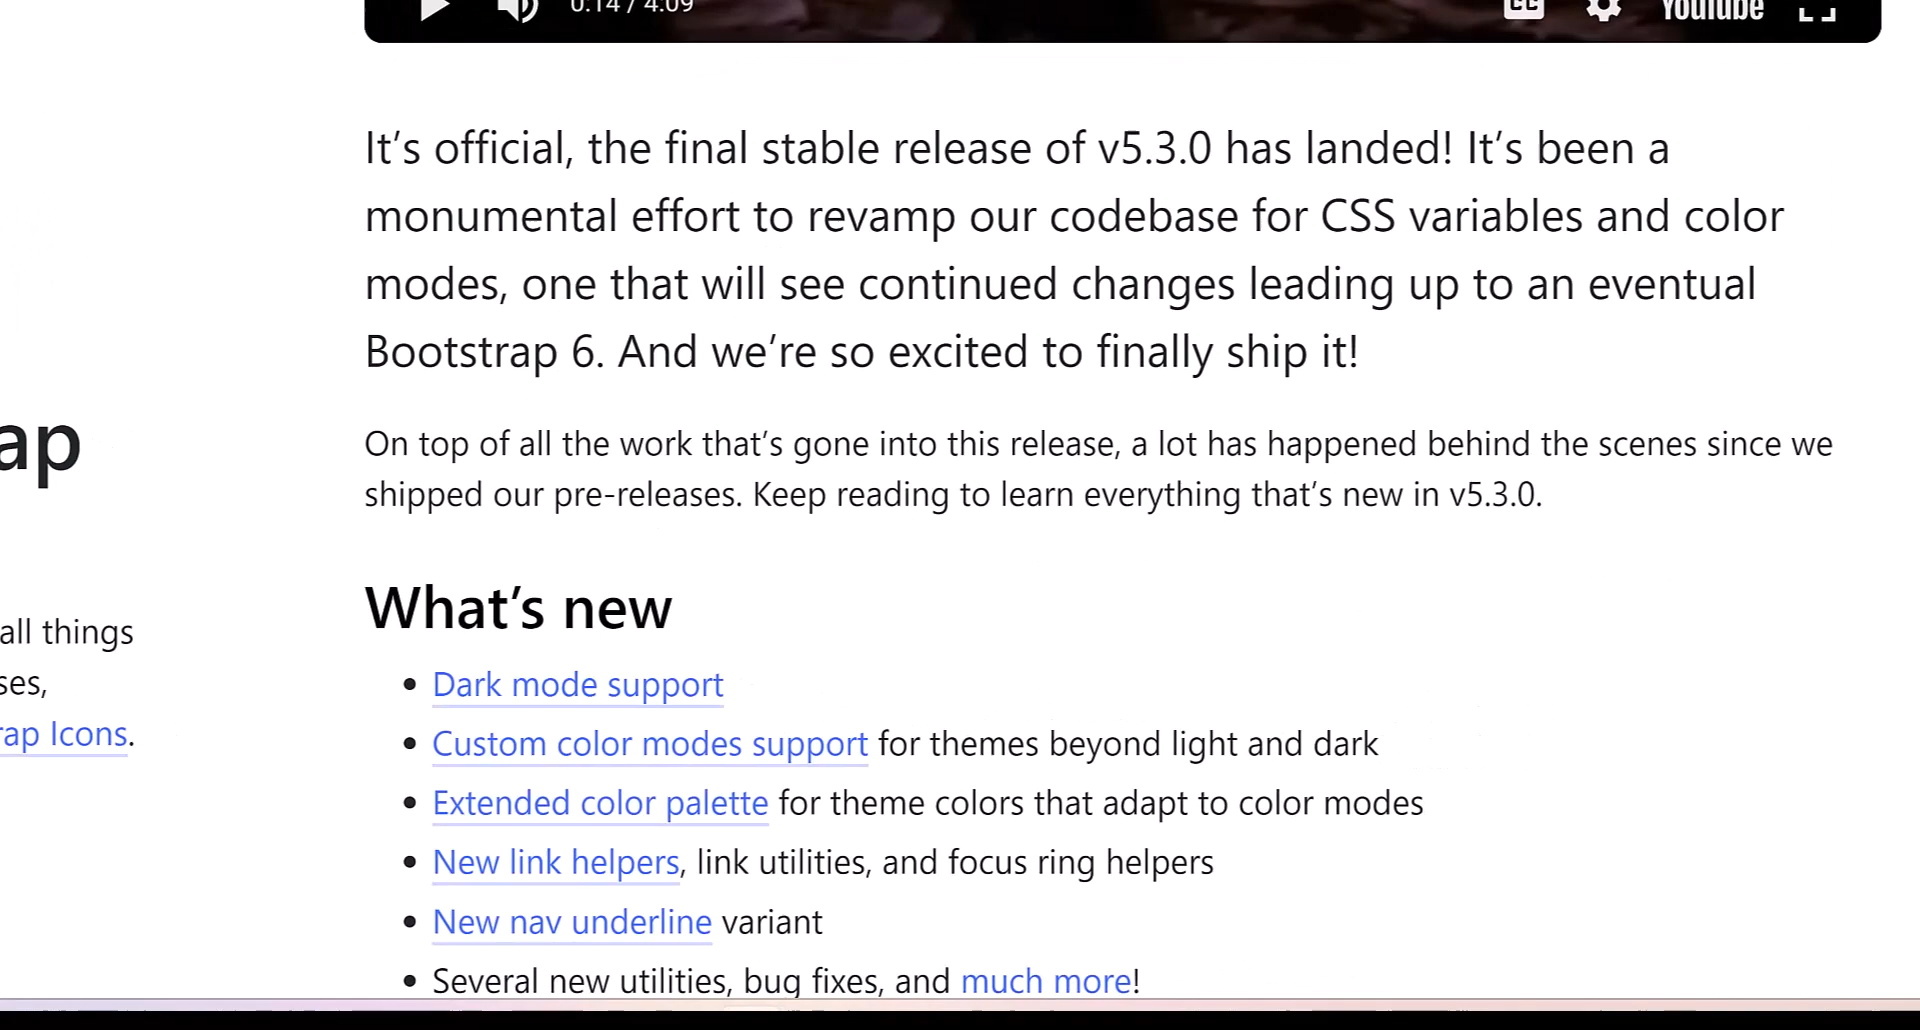 0:14 / 4:09
CC
YouTube
It’s official, the final stable release of v5.3.0 has landed! It’s been a
monumental effort to revamp our codebase for CSS variables and color
modes, one that will see continued changes leading up to an eventual
Bootstrap 6. And we’re so excited to finally ship it!
ap
On top of all the work that’s gone into this release, a lot has happened behind the scenes since we
shipped our pre-releases. Keep reading to learn everything that’s new in v5.3.0.
What’s new
all things
ses,
rap Icons.
• Dark mode support
• Custom color modes support for themes beyond light and dark
• Extended color palette for theme colors that adapt to color modes
• New link helpers, link utilities, and focus ring helpers
• New nav underline variant
• Several new utilities, bug fixes, and much more!